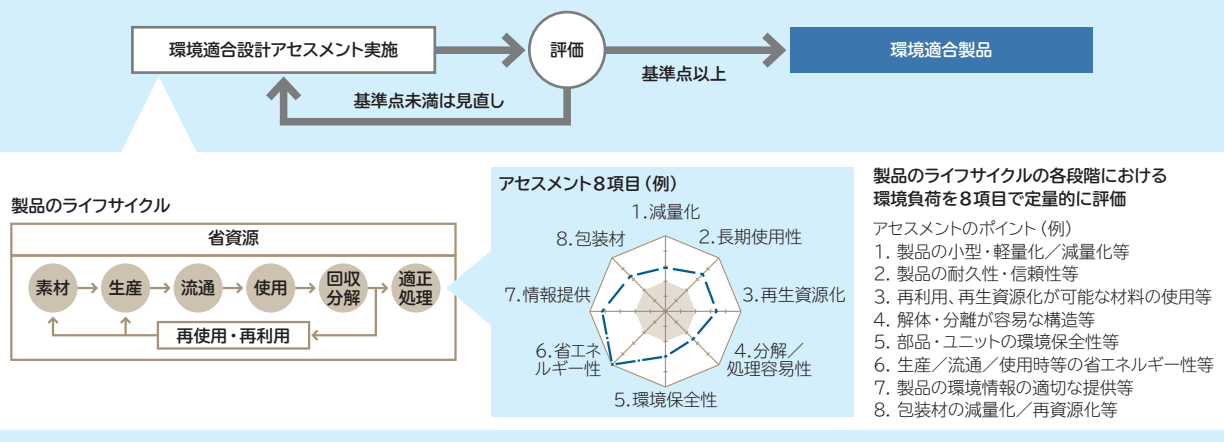 環境適合設計アセスメント実施
評価
環境適合製品
基準点以上
基準点未満は見直し
製品のライフサイクル
省資源
素材
生産
流通
使用
回収
分解
適正
処理
再使用・再利用
アセスメント8項目（例）
1.減量化
2.長期使用性
3.再生資源化
4.分解／
処理容易性
5.環境保全性
6.省エネ
ルギー性
7.情報提供
8.包装材
製品のライフサイクルの各段階における
環境負荷を8項目で定量的に評価
アセスメントのポイント（例）
1. 製品の小型・軽量化／減量化等
2. 製品の耐久性・信頼性等
3. 再利用、再生資源化が可能な材料の使用等
4. 解体・分離が容易な構造等
5. 部品・ユニットの環境保全性等
6. 生産／流通／使用時等の省エネルギー性等
7. 製品の環境情報の適切な提供等
8. 包装材の減量化／再資源化等